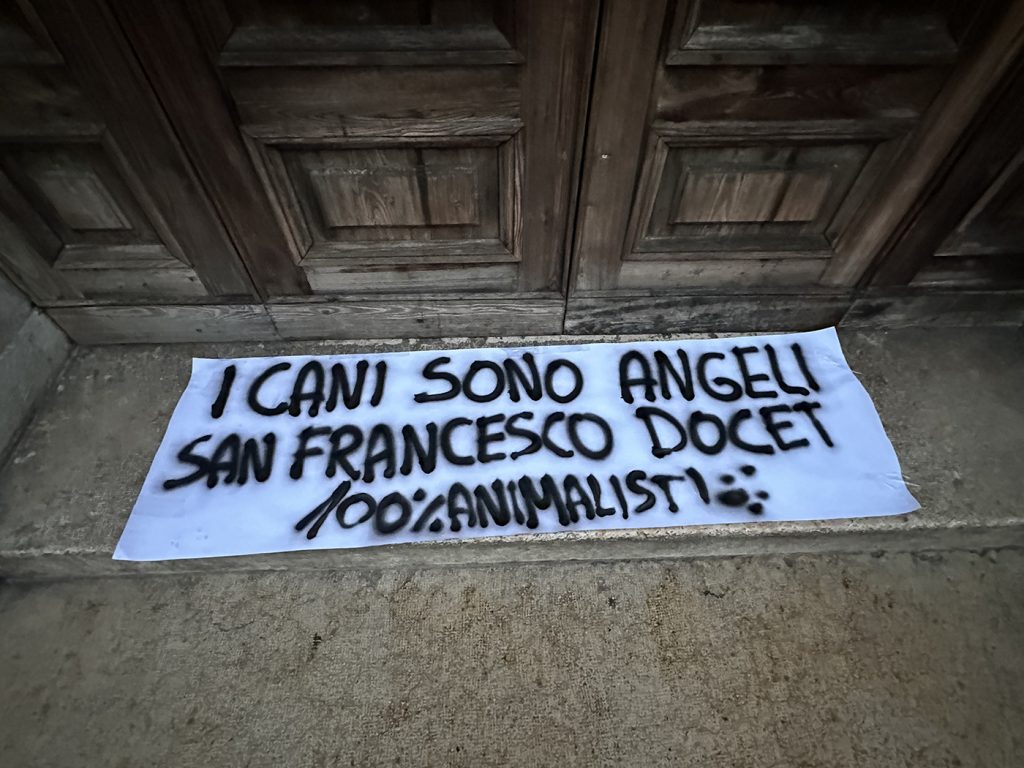 I CANI SONO ANGELI
SAN FRANCESCO DOCET
100%ANIMALISTI